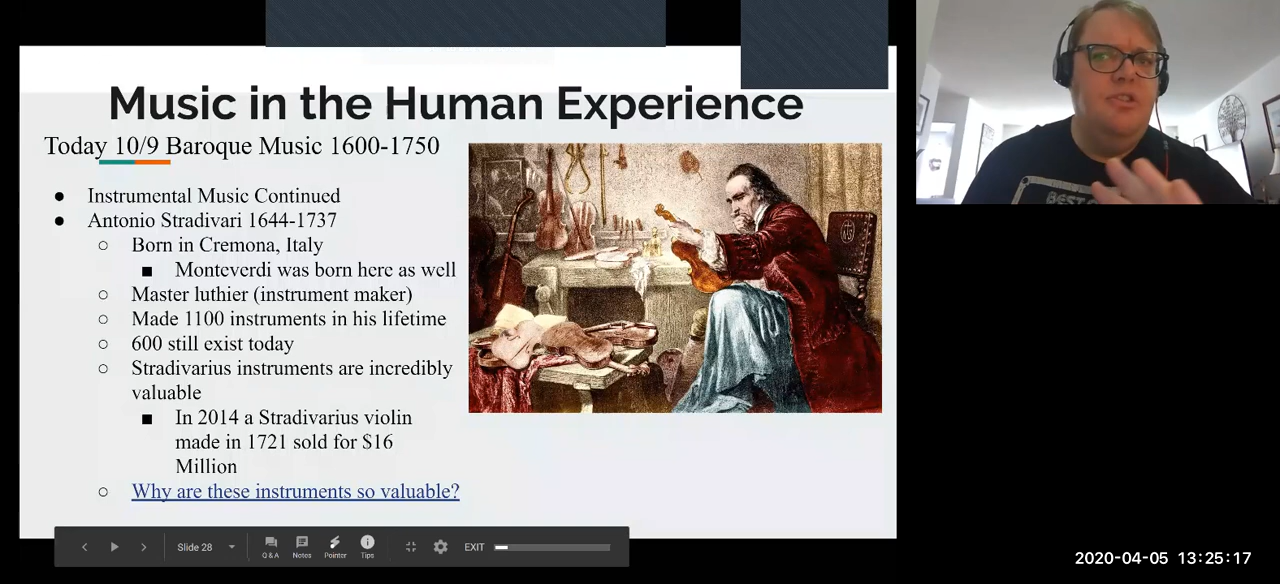 Music in the Human Experience
Today 10/9 Baroque Music 1600-1750
● Instrumental Music Continued
● Antonio Stradivari 1644-1737
○ Born in Cremona, Italy
■ Monteverdi was born here as well
○ Master luthier (instrument maker)
○ Made 1100 instruments in his lifetime
○ 600 still exist today
○ Stradivarius instruments are incredibly
valuable
■ In 2014 a Stradivarius violin
made in 1721 sold for $16
Million
○ Why are these instruments so valuable?
Slide 28
Q&A
Notes
Pointer
Tips
EXIT
BEST
2020-04-05 13:25:17